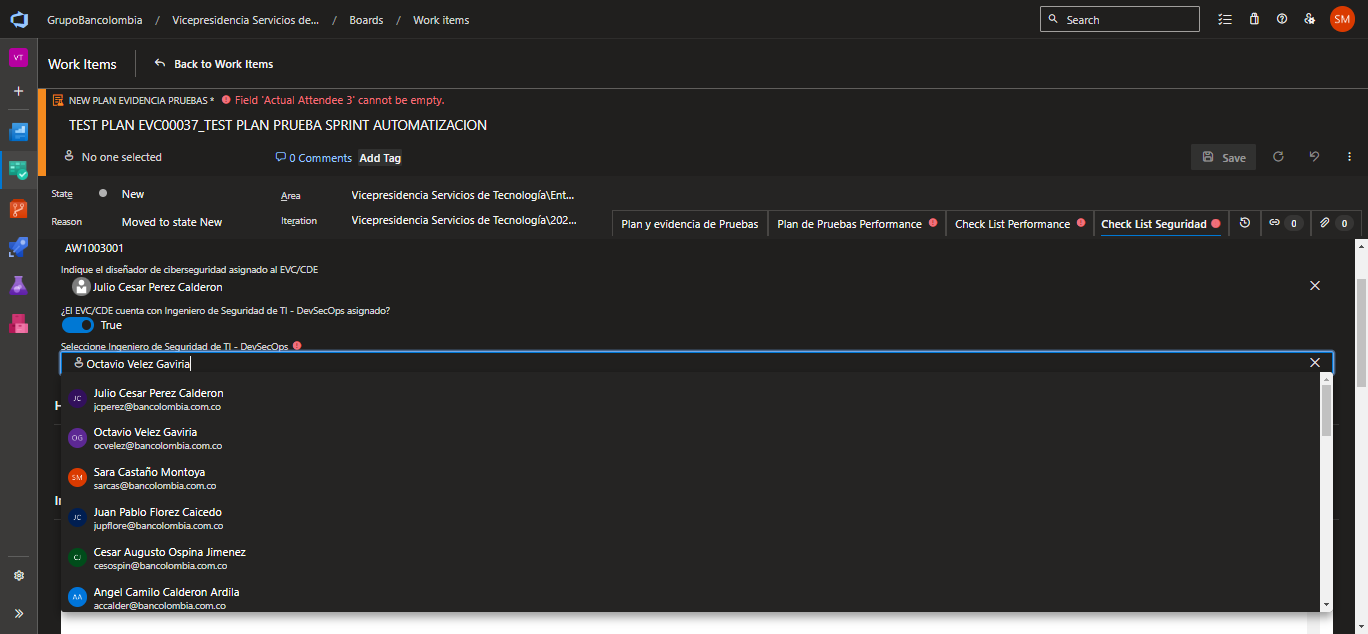 GrupoBancolombia / Vicepresidencia Servicios de... / Boards / Work items
Search
SM
VT
Work Items
Back to Work Items
NEW PLAN EVIDENCIA PRUEBAS * Field 'Actual Attendee 3' cannot be empty.
TEST PLAN EVC00037_TEST PLAN PRUEBA SPRINT AUTOMATIZACION
No one selected
0 Comments
Add Tag
Save
State
New
Area
Vicepresidencia Servicios de Tecnología\Ent...
Reason
Moved to state New
Iteration
Vicepresidencia Servicios de Tecnología\202...
Plan y evidencia de Pruebas
Plan de Pruebas Performance
Check List Performance
Check List Seguridad
0
0
AW1003001
Indique el diseñador de ciberseguridad asignado al EVC/CDE
Julio Cesar Perez Calderon
¿El EVC/CDE cuenta con Ingeniero de Seguridad de TI - DevSecOps asignado?
True
Seleccione Ingeniero de Seguridad de TI - DevSecOps
Octavio Velez Gaviria
JC
Julio Cesar Perez Calderon
jcperez@bancolombia.com.co
OG
Octavio Velez Gaviria
ocvelez@bancolombia.com.co
SM
Sara Castaño Montoya
sarcas@bancolombia.com.co
JC
Juan Pablo Florez Caicedo
jupflore@bancolombia.com.co
CJ
Cesar Augusto Ospina Jimenez
cesospin@bancolombia.com.co
AA
Angel Camilo Calderon Ardila
accalder@bancolombia.com.co